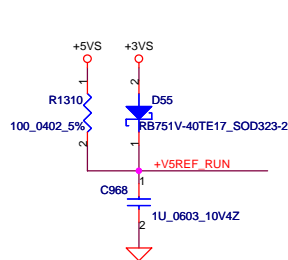 +5VS +3VS
1 2
R1310 D55
100_0402_5% RB751V-40TE17_SOD323-2
2 1
+V5REF_RUN
1
C968
1U_0603_10V4Z
2